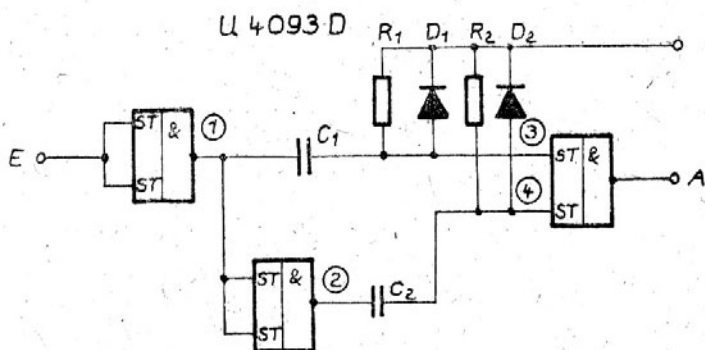 U 4093 D
R1 D1 R2 D2
ST & ① C1 ③
E ST & A
ST ④
ST
ST & ② C2
ST